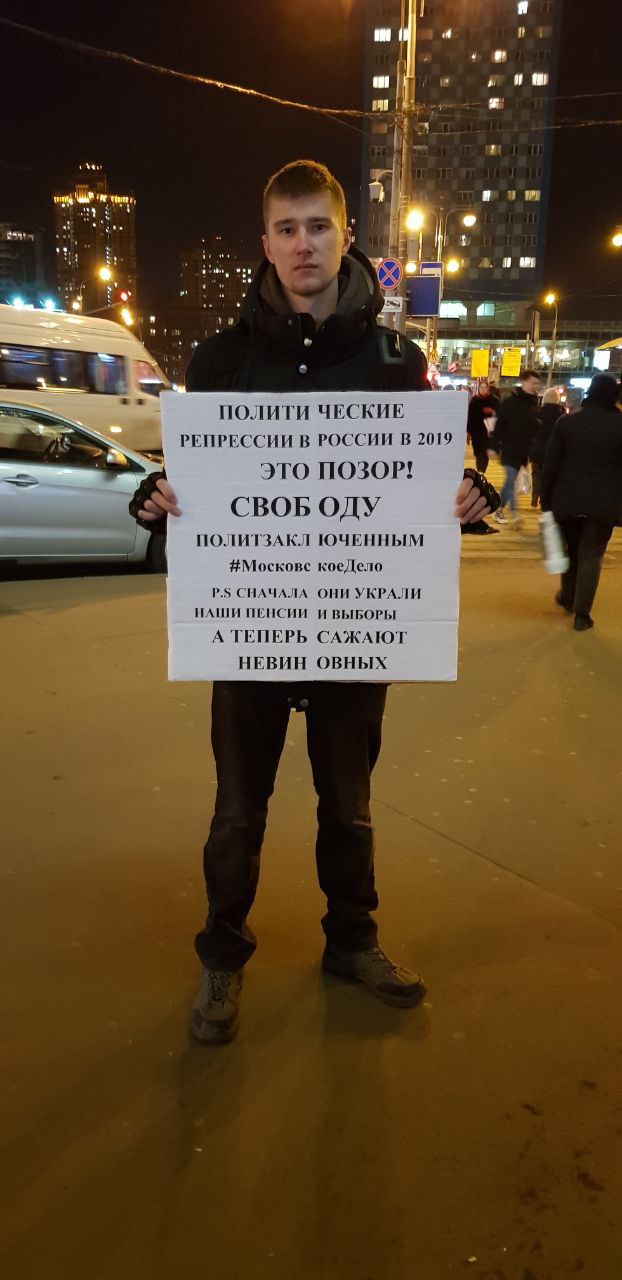 ПОЛИТИ ЧЕСКИЕ
РЕПРЕССИИ В РОССИИ В 2019
ЭТО ПОЗОР!
СВОБ ОДУ
ПОЛИТЗАКЛ ЮЧЕННЫМ
#Московс коеДело
P.S СНАЧАЛА ОНИ УКРАЛИ
НАШИ ПЕНСИИ И ВЫБОРЫ
А ТЕПЕРЬ САЖАЮТ
НЕВИН ОВНЫХ